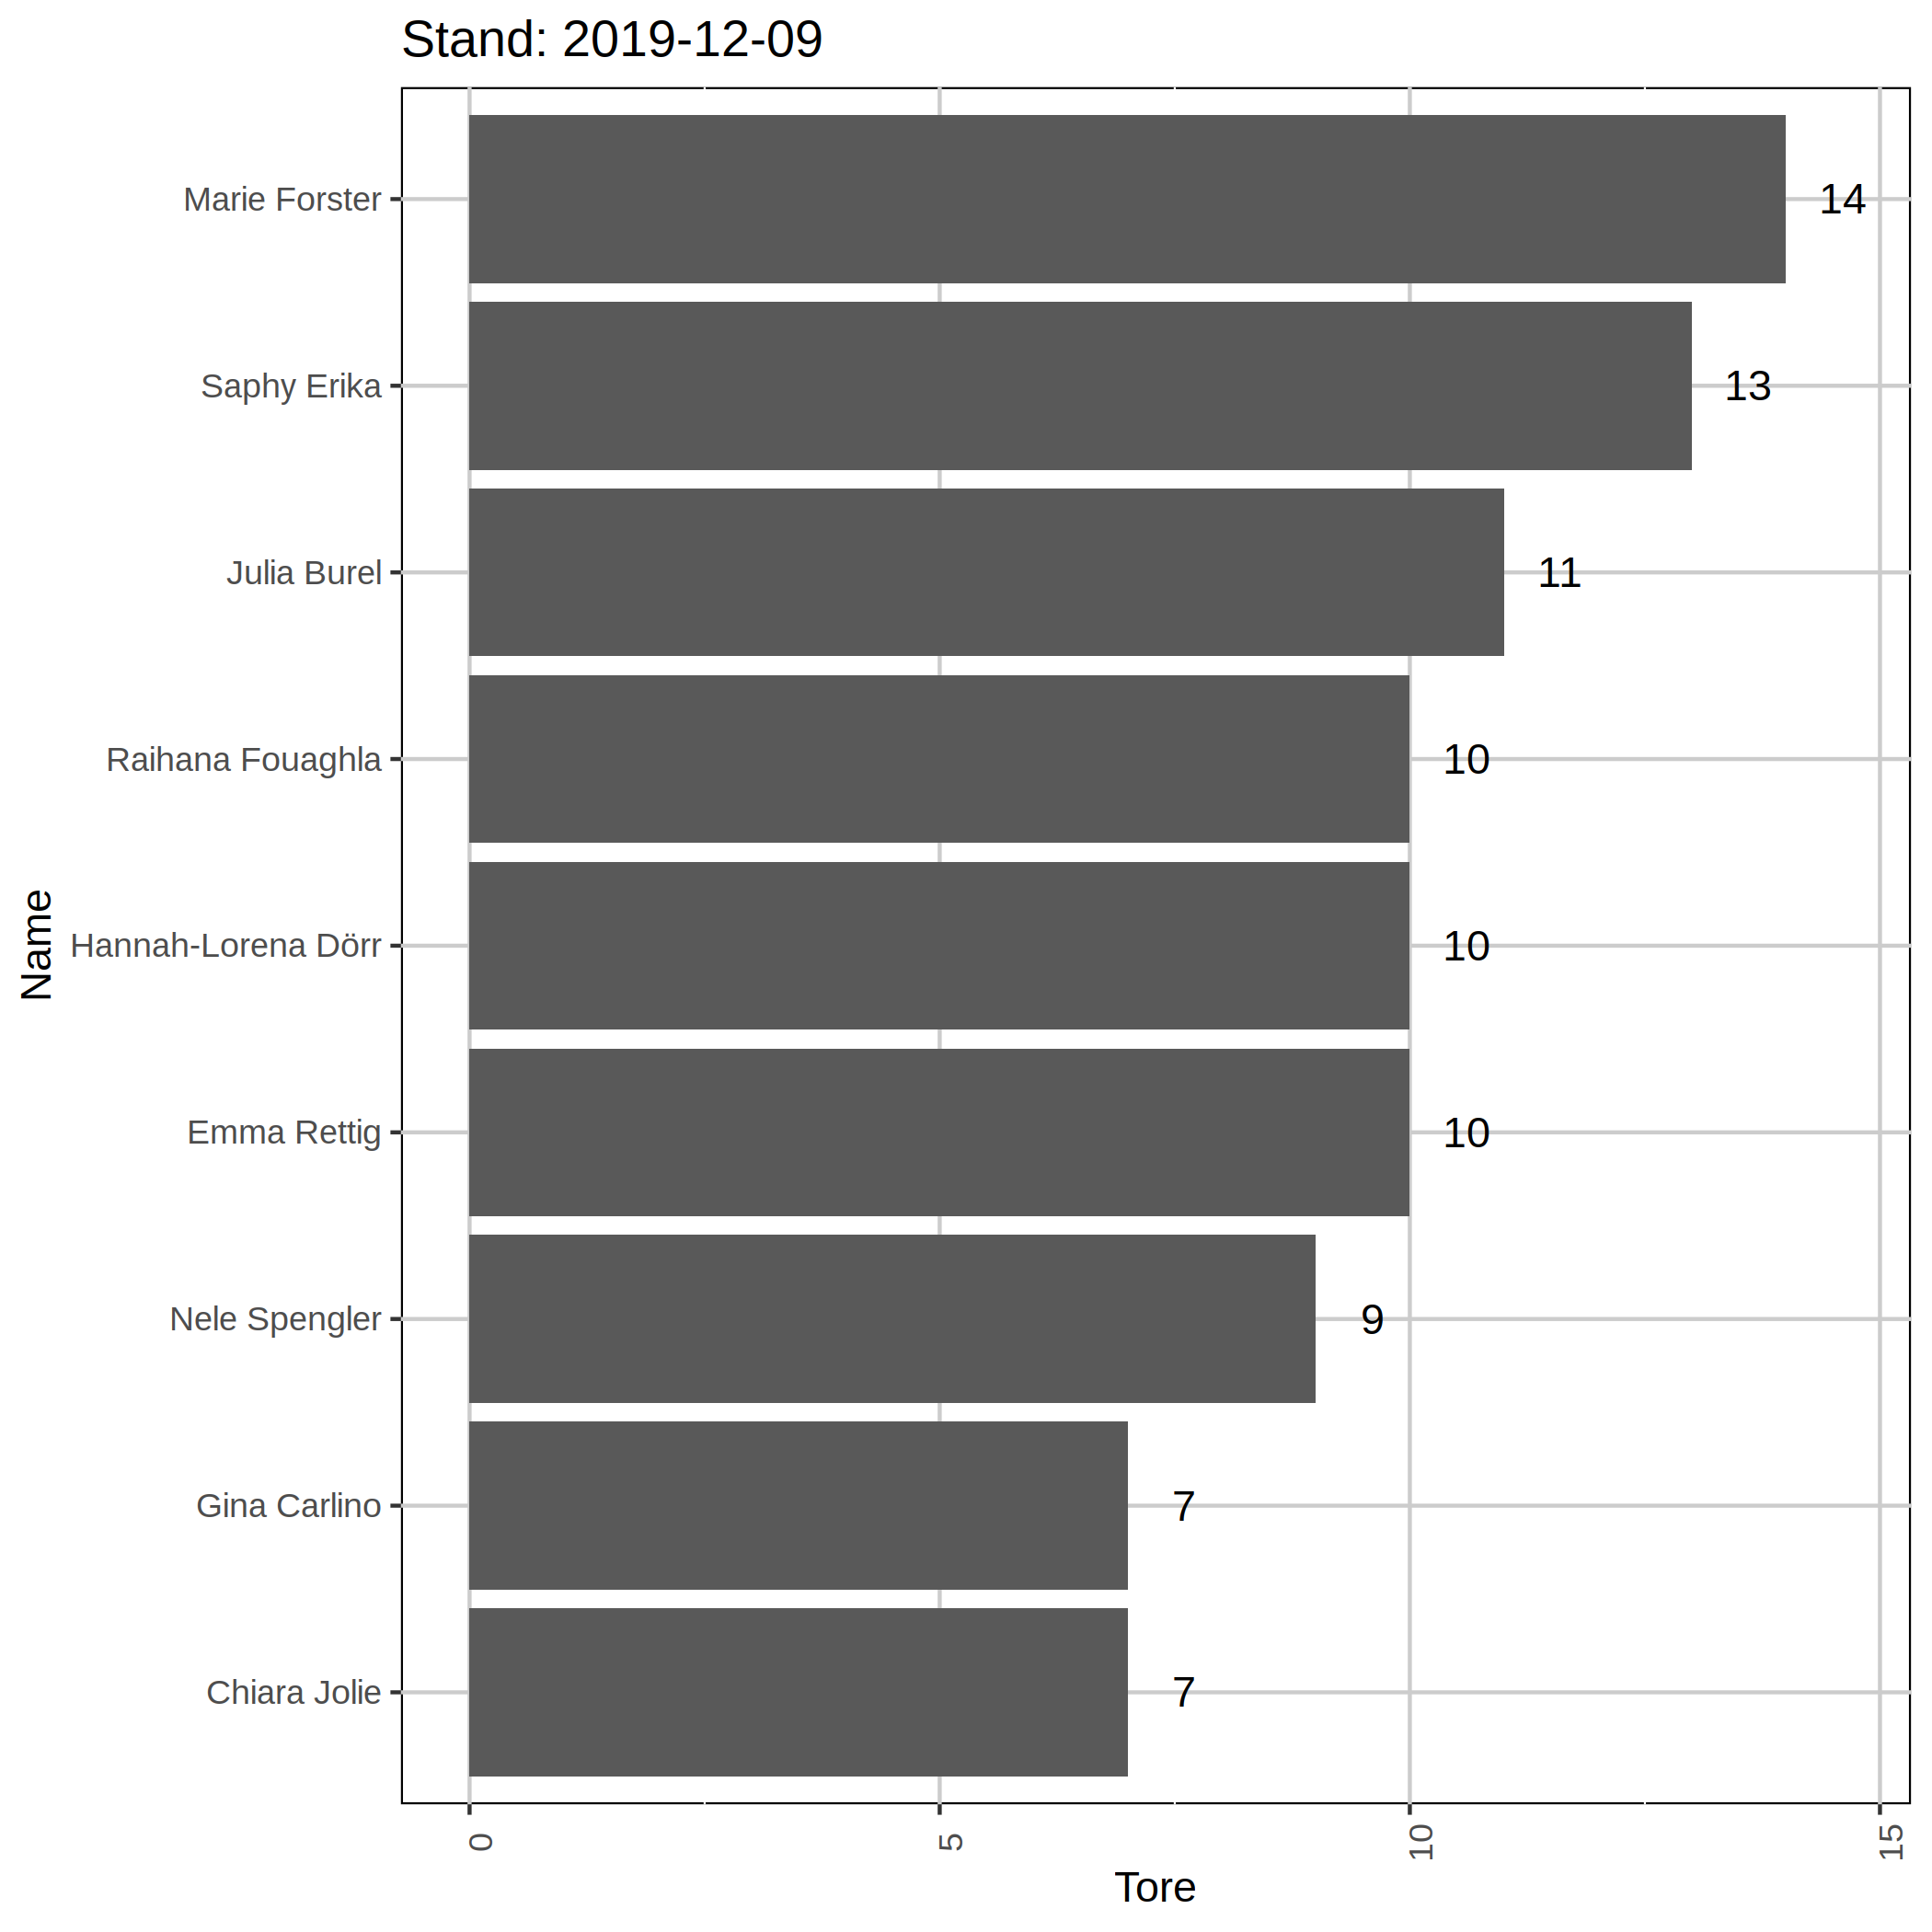 Stand: 2019-12-09
Marie Forster 14
Saphy Erika 13
Julia Burel 11
Raihana Fouaghla 10
Hannah-Lorena Dörr 10
Emma Rettig 10
Nele Spengler 9
Gina Carlino 7
Chiara Jolie 7
Name
0 5 10 15
Tore